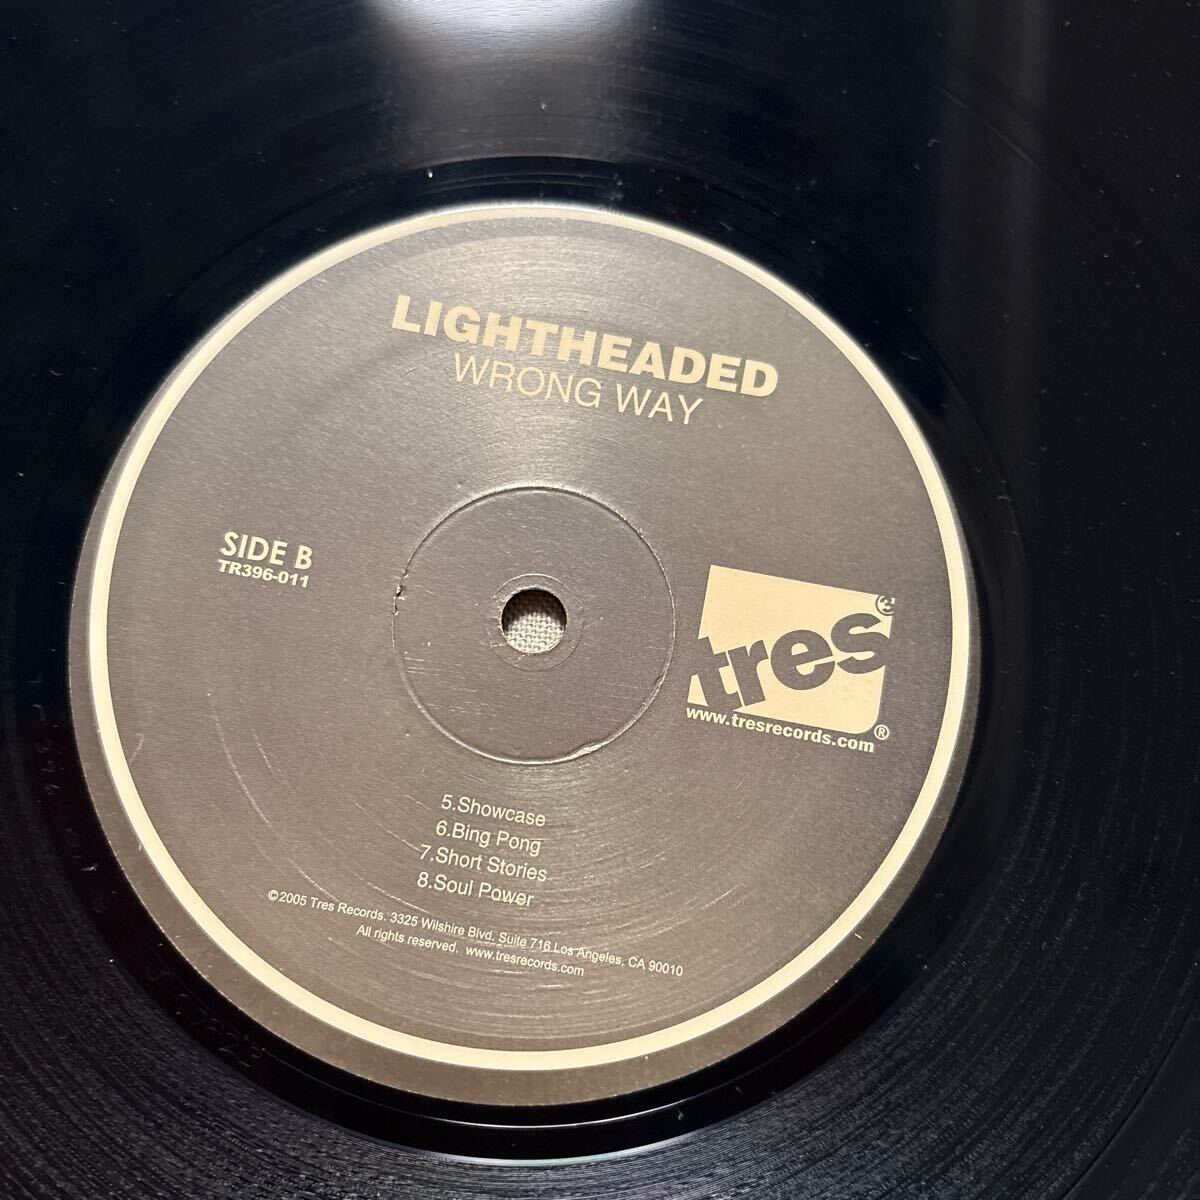 LIGHTHEADED
WRONG WAY
SIDE B
TR396-011
tres
www.tresrecords.com
®
5.Showcase
6.Bing Pong
7.Short Stories
8.Soul Power
©2005 Tres Records. 3325 Wilshire Blvd. Suite 716 Los Angeles, CA 90010
All rights reserved. www.tresrecords.com